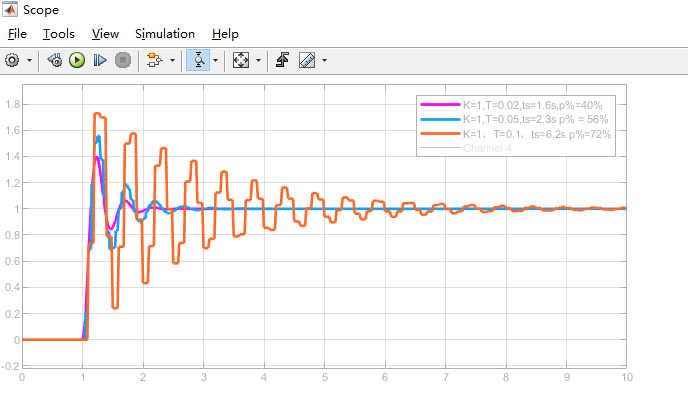 Scope
File Tools View Simulation Help
K=1,T=0.02,ts=1.6s,p%=40%
K=1,T=0.05,ts=2.3s p% = 56%
K=1，T=0.1，ts=6.2s p%=72%
Channel 4
1.8
1.6
1.4
1.2
1
0.8
0.6
0.4
0.2
0
-0.2
0 1 2 3 4 5 6 7 8 9 10